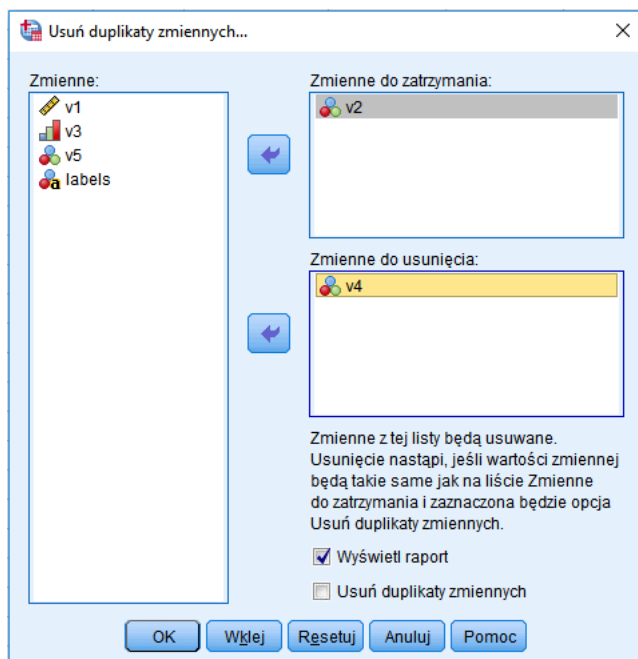 Usuń duplikaty zmiennych...
Zmienne:
v1
v3
v5
labels
Zmienne do zatrzymania:
v2
Zmienne do usunięcia:
v4
Zmienne z tej listy będą usuwane.
Usunięcie nastąpi, jeśli wartości zmiennej
będą takie same jak na liście Zmienne
do zatrzymania i zaznaczona będzie opcja
Usuń duplikaty zmiennych.
Wyświetl raport
Usuń duplikaty zmiennych
OK
Wklej
Resetuj
Anuluj
Pomoc